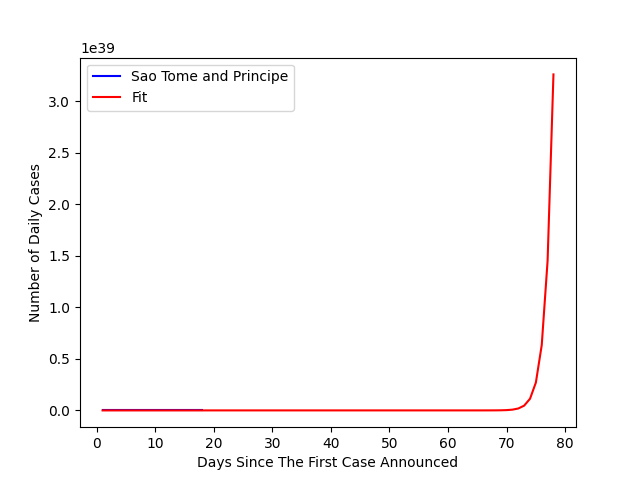 1e39
Sao Tome and Principe
Fit
3.0
2.5
2.0
1.5
1.0
0.5
0.0
Number of Daily Cases
0 10 20 30 40 50 60 70 80
Days Since The First Case Announced